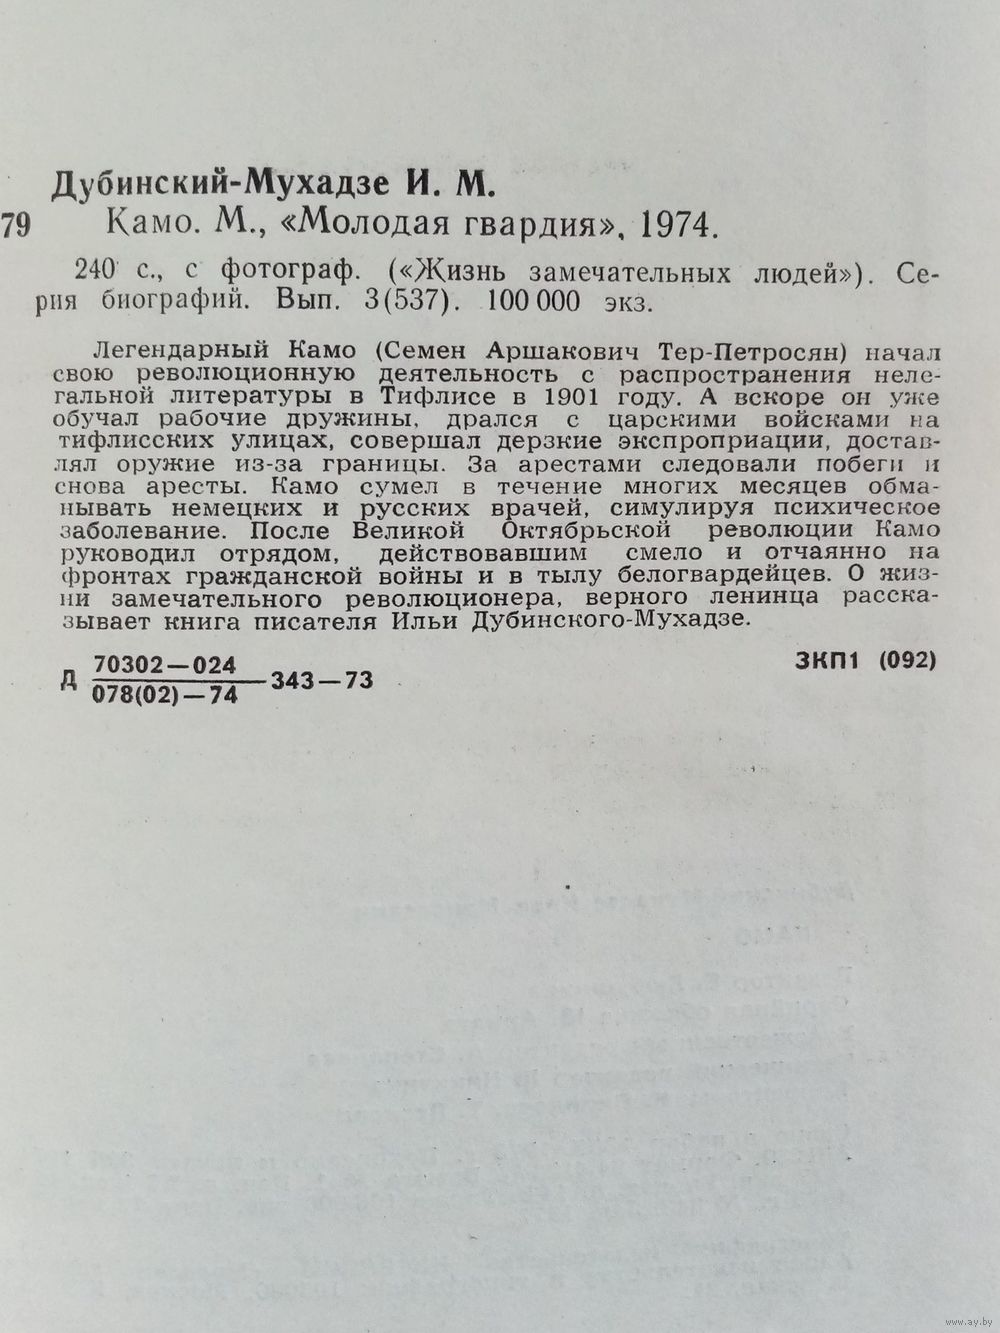 Дубинский-Мухадзе И. М.
79 Камо. М., «Молодая гвардия», 1974.
240 с., с фотограф. («Жизнь замечательных людей»). Се-
рия биографий. Вып. 3(537). 100 000 экз.
Легендарный Камо (Семен Аршакович Тер-Петросян) начал
свою революционную деятельность с распространения неле-
гальной литературы в Тифлисе в 1901 году. А вскоре он уже
обучал рабочие дружины, дрался с царскими войсками на
тифлисских улицах, совершал дерзкие экспроприации, достав-
лял оружие из-за границы. За арестами следовали побеги и
снова аресты. Камо сумел в течение многих месяцев обма-
нывать немецких и русских врачей, симулируя психическое
заболевание. После Великой Октябрьской революции Камо
руководил отрядом, действовавшим смело и отчаянно на
фронтах гражданской войны и в тылу белогвардейцев. О жиз-
ни замечательного революционера, верного ленинца расска-
зывает книга писателя Ильи Дубинского-Мухадзе.
Д 70302—024
078(02)—74 —343—73
ЗКП1 (092)
www.ay.by